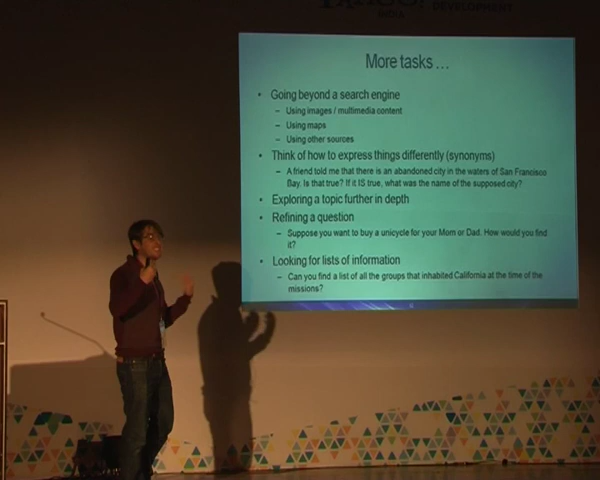 YAHOO!
DEVELOPMENT
More tasks …
• Going beyond a search engine
– Using images / multimedia content
– Using maps
– Using other sources
• Think of how to express things differently (synonyms)
– A friend told me that there is an abandoned city in the waters of San Francisco
Bay. Is that true? If it IS true, what was the name of the supposed city?
• Exploring a topic further in depth
• Refining a question
– Suppose you want to buy a unicycle for your Mom or Dad. How would you find
it?
• Looking for lists of information
– Can you find a list of all the groups that inhabited California at the time of the
missions?